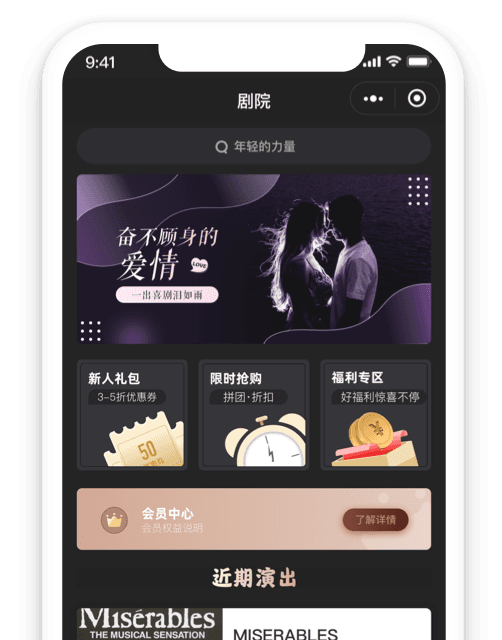 9:41
剧院
年轻的力量
奋不顾身的
爱情
LOVE
一出喜剧泪如雨
新人礼包
3-5折优惠券
50
限时抢购
拼团·折扣
福利专区
好福利惊喜不停
会员中心
会员权益说明
了解详情
近期演出
Misérables
THE MUSICAL SENSATION
MISERABLES